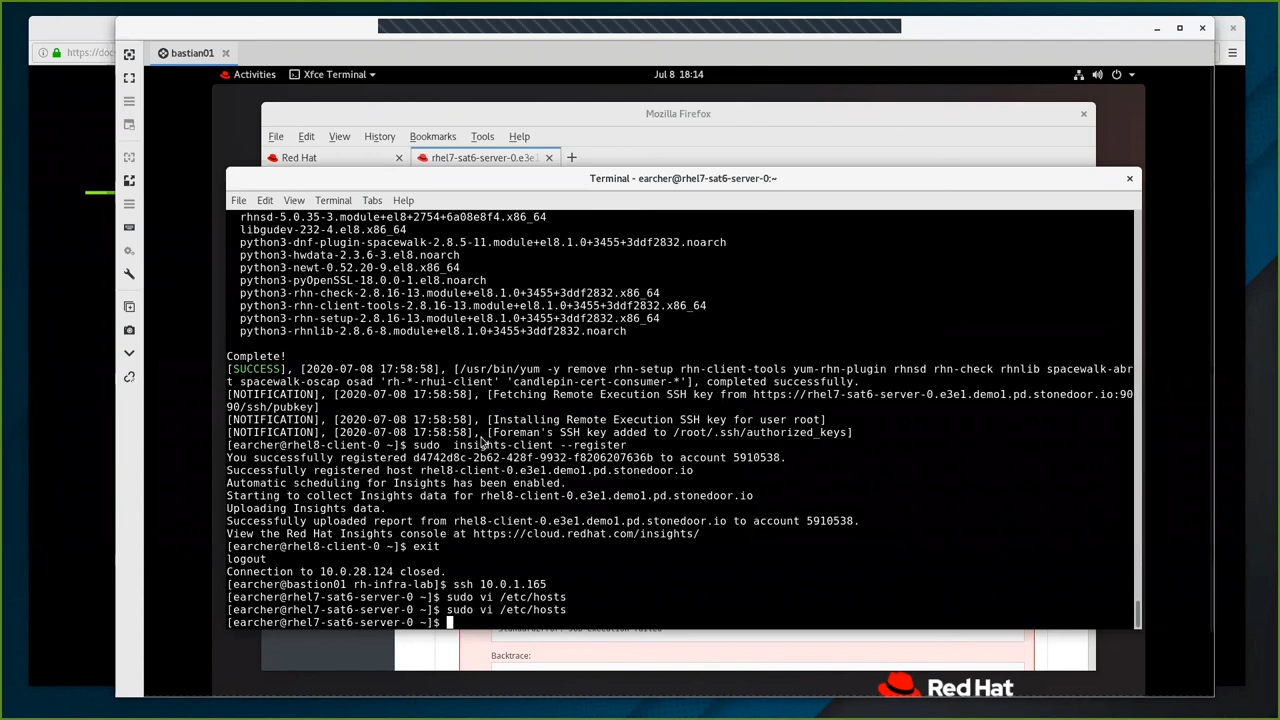 https://doc
bastian01
Activities
Xfce Terminal
Jul 8 18:14
Mozilla Firefox
File Edit View History Bookmarks Tools Help
Red Hat
rhel7-sat6-server-0.e3e1
Terminal - earcher@rhel7-sat6-server-0:~
File Edit View Terminal Tabs Help
rhnsd-5.0.35-3.module+el8+2754+6a08e8f4.x86_64
libgudev-232-4.el8.x86_64
python3-dnf-plugin-spacewalk-2.8.5-11.module+el8.1.0+3455+3ddf2832.noarch
python3-hwdata-2.3.6-3.el8.noarch
python3-newt-0.52.20-9.el8.x86_64
python3-pyOpenSSL-18.0.0-1.el8.noarch
python3-rhn-check-2.8.16-13.module+el8.1.0+3455+3ddf2832.x86_64
python3-rhn-client-tools-2.8.16-13.module+el8.1.0+3455+3ddf2832.x86_64
python3-rhn-setup-2.8.16-13.module+el8.1.0+3455+3ddf2832.x86_64
python3-rhnlib-2.8.6-8.module+el8.1.0+3455+3ddf2832.noarch
Complete!
[SUCCESS], [2020-07-08 17:58:58], [/usr/bin/yum -y remove rhn-setup rhn-client-tools yum-rhn-plugin rhnsd rhn-check rhnlib spacewalk-abr
t spacewalk-oscap osad 'rh-*-rhui-client' 'candlepin-cert-consumer-*'], completed successfully.
[NOTIFICATION], [2020-07-08 17:58:58], [Fetching Remote Execution SSH key from https://rhel7-sat6-server-0.e3e1.demo1.pd.stonedoor.io:90
90/ssh/pubkey]
[NOTIFICATION], [2020-07-08 17:58:58], [Installing Remote Execution SSH key for user root]
[NOTIFICATION], [2020-07-08 17:58:58], [Foreman's SSH key added to /root/.ssh/authorized_keys]
[earcher@rhel8-client-0 ~]$ sudo  insights-client --register
You successfully registered d4742d8c-2b62-428f-9932-f8206207636b to account 5910538.
Successfully registered host rhel8-client-0.e3e1.demo1.pd.stonedoor.io
Automatic scheduling for Insights has been enabled.
Starting to collect Insights data for rhel8-client-0.e3e1.demo1.pd.stonedoor.io
Uploading Insights data.
Successfully uploaded report from rhel8-client-0.e3e1.demo1.pd.stonedoor.io to account 5910538.
View the Red Hat Insights console at https://cloud.redhat.com/insights/
[earcher@rhel8-client-0 ~]$ exit
logout
Connection to 10.0.28.124 closed.
[earcher@bastian01 rh-infra-lab]$ ssh 10.0.1.165
[earcher@rhel7-sat6-server-0 ~]$ sudo vi /etc/hosts
[earcher@rhel7-sat6-server-0 ~]$ sudo vi /etc/hosts
[earcher@rhel7-sat6-server-0 ~]$
Backtrace:
Red Hat